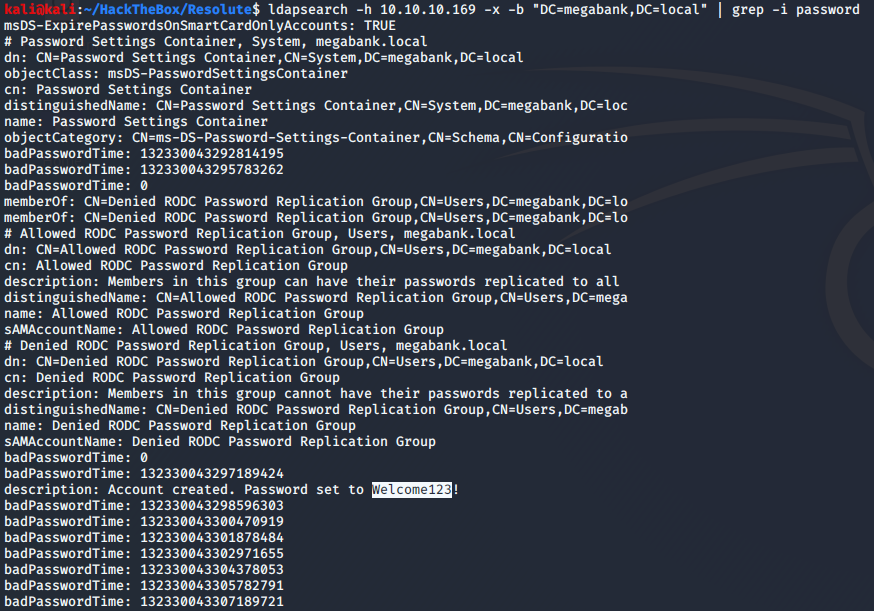 kali@kali:~/HackTheBox/Resolute$ ldapsearch -h 10.10.10.169 -x -b "DC=megabank,DC=local" | grep -i password
msDS-ExpirePasswordsOnSmartCardOnlyAccounts: TRUE
# Password Settings Container, System, megabank.local
dn: CN=Password Settings Container,CN=System,DC=megabank,DC=local
objectClass: msDS-PasswordSettingsContainer
cn: Password Settings Container
distinguishedName: CN=Password Settings Container,CN=System,DC=megabank,DC=loc
name: Password Settings Container
objectCategory: CN=ms-DS-Password-Settings-Container,CN=Schema,CN=Configuratio
badPasswordTime: 132330043292814195
badPasswordTime: 132330043295783262
badPasswordTime: 0
memberOf: CN=Denied RODC Password Replication Group,CN=Users,DC=megabank,DC=lo
memberOf: CN=Denied RODC Password Replication Group,CN=Users,DC=megabank,DC=lo
# Allowed RODC Password Replication Group, Users, megabank.local
dn: CN=Allowed RODC Password Replication Group,CN=Users,DC=megabank,DC=local
cn: Allowed RODC Password Replication Group
description: Members in this group can have their passwords replicated to all
distinguishedName: CN=Allowed RODC Password Replication Group,CN=Users,DC=mega
name: Allowed RODC Password Replication Group
sAMAccountName: Allowed RODC Password Replication Group
# Denied RODC Password Replication Group, Users, megabank.local
dn: CN=Denied RODC Password Replication Group,CN=Users,DC=megabank,DC=local
cn: Denied RODC Password Replication Group
description: Members in this group cannot have their passwords replicated to a
distinguishedName: CN=Denied RODC Password Replication Group,CN=Users,DC=megab
name: Denied RODC Password Replication Group
sAMAccountName: Denied RODC Password Replication Group
badPasswordTime: 0
badPasswordTime: 132330043297189424
description: Account created. Password set to Welcome123!
badPasswordTime: 132330043298596303
badPasswordTime: 132330043300470919
badPasswordTime: 132330043301878484
badPasswordTime: 132330043302971655
badPasswordTime: 132330043304378053
badPasswordTime: 132330043305782791
badPasswordTime: 132330043307189721